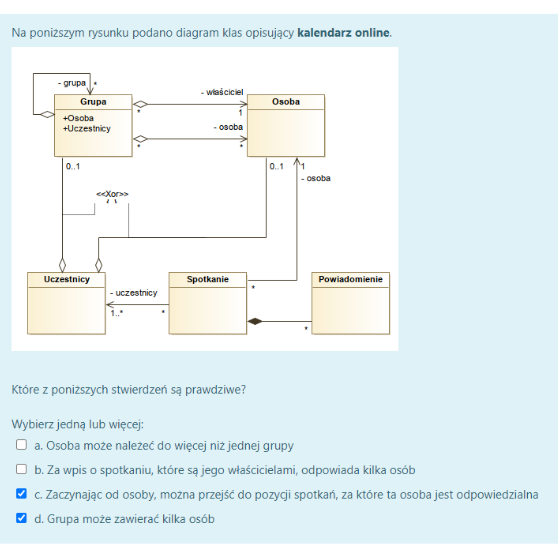 Na poniższym rysunku podano diagram klas opisujący kalendarz online.
- grupa *
Grupa
+Osoba
+Uczestnicy
- właściciel
* 1
Osoba
- osoba
* *
0..1
0..1 1
- osoba
<<Xor>>
{ }
Uczestnicy
- uczestnicy
1..* *
Spotkanie
*
Powiadomienie
*
Które z poniższych stwierdzeń są prawdziwe?
Wybierz jedną lub więcej:
a. Osoba może należeć do więcej niż jednej grupy
b. Za wpis o spotkaniu, które są jego właścicielami, odpowiada kilka osób
c. Zaczynając od osoby, można przejść do pozycji spotkań, za które ta osoba jest odpowiedzialna
d. Grupa może zawierać kilka osób